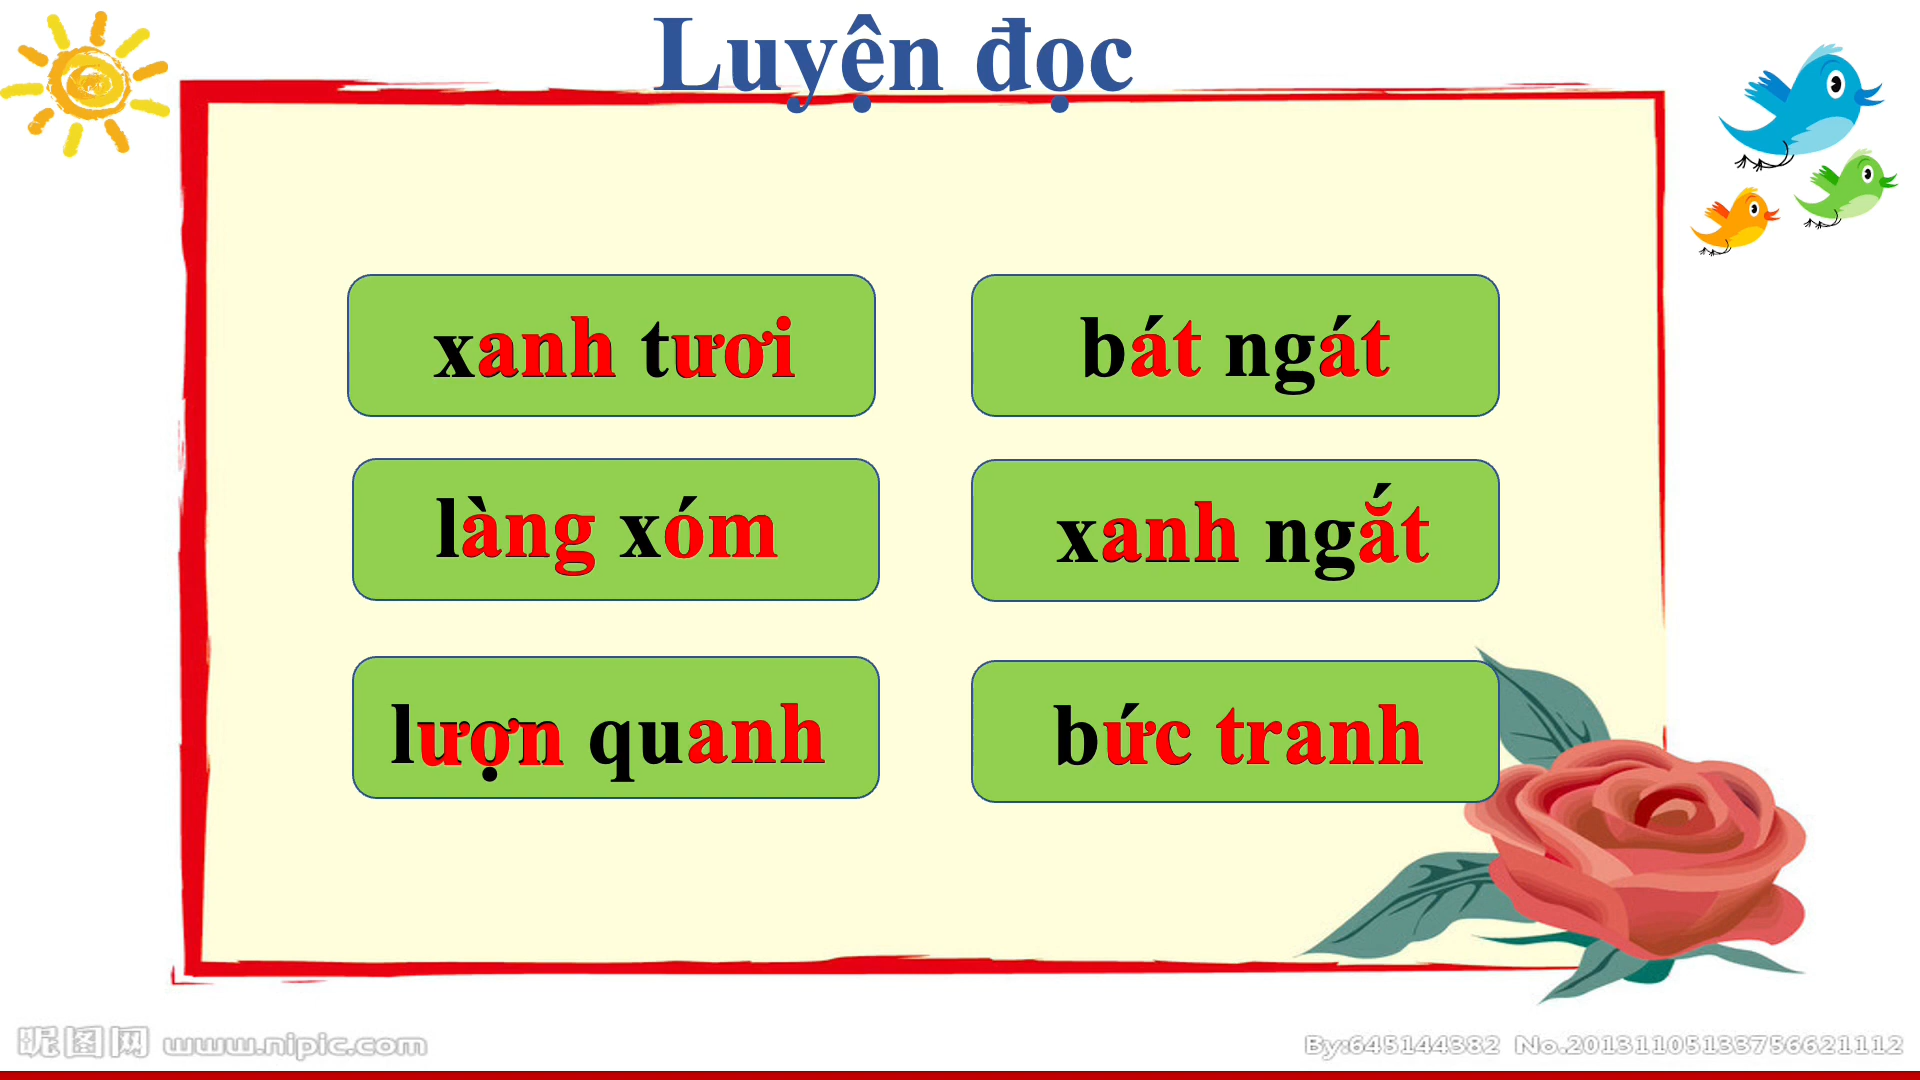 Luyện đọc
xanh tươi
bát ngát
làng xóm
xanh ngắt
lượn quanh
bức tranh
昵图网 www.nipic.com
By:645144382 No.20131105133756621112